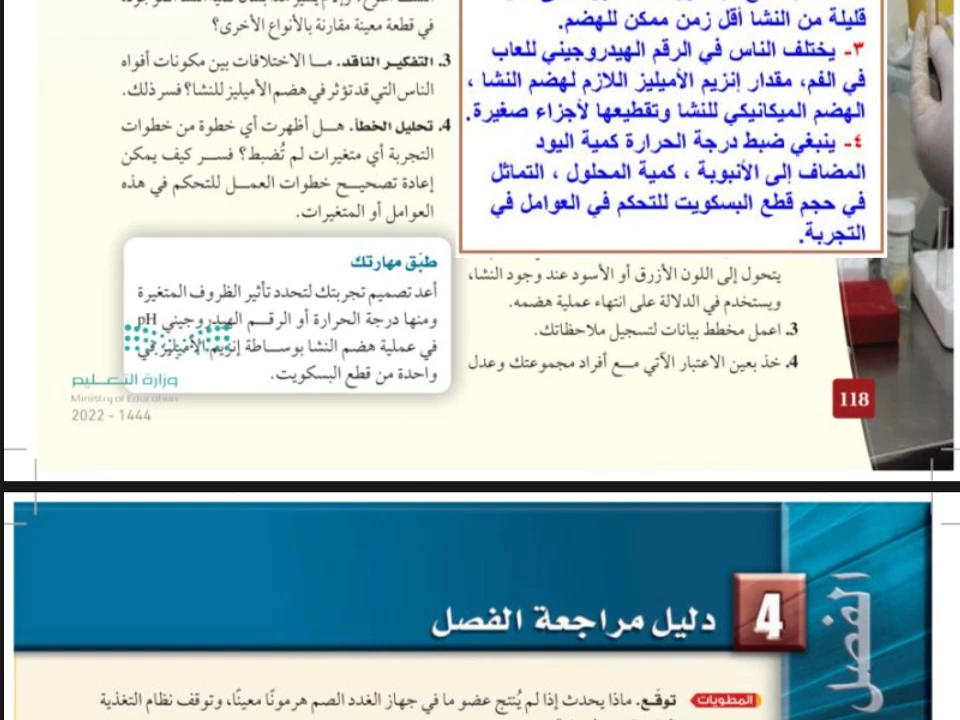 قليلة من النشا أقل زمن ممكن للهضم.
٣- يختلف الناس في الرقم الهيدروجيني للعاب
في الفم، مقدار إنزيم الأميليز اللازم لهضم النشا ،
الهضم الميكانيكي للنشا وتقطيعها لأجزاء صغيرة.
٤- ينبغي ضبط درجة الحرارة كمية اليود
المضاف إلى الأنبوبة ، كمية المحلول ، التماثل
في حجم قطع البسكويت للتحكم في العوامل في
التجربة.
يتحول إلى اللون الأزرق أو الأسود عند وجود النشا،
ويستخدم في الدلالة على انتهاء عملية هضمه.
3. اعمل مخطط بيانات لتسجيل ملاحظاتك.
4. خذ بعين الاعتبار الآتي مع أفراد مجموعتك وعدل
في قطعة معينة مقارنة بالأنواع الأخرى؟
3. التفكير الناقد. ما الاختلافات بين مكونات أفواه
الناس التي قد تؤثر في هضم الأميليز للنشا؟ فسر ذلك.
4. تحليل الخطأ. هل أظهرت أي خطوة من خطوات
التجربة أي متغيرات لم تُضبط؟ فسر كيف يمكن
إعادة تصحيح خطوات العمل للتحكم في هذه
العوامل أو المتغيرات.
طبّق مهارتك
أعد تصميم تجربتك لتحدد تأثير الظروف المتغيرة
ومنها درجة الحرارة أو الرقم الهيدروجيني pH
في عملية هضم النشا بوساطة إنزيم الأميليز في
واحدة من قطع البسكويت.
وزارة التعليم
Ministry of Education
2022 - 1444
118
الفصل
4
دليل مراجعة الفصل
المطويات توقّع. ماذا يحدث إذا لم يُنتج عضو ما في جهاز الغدد الصم هرمونًا معينًا، وتوقف نظام التغذية